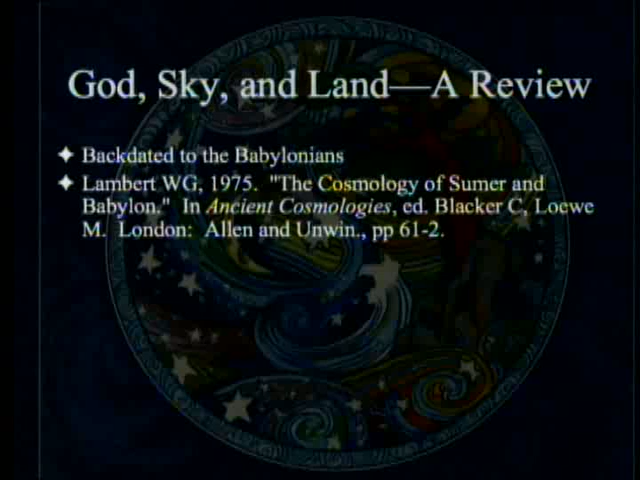 God, Sky, and Land—A Review
Backdated to the Babylonians
Lambert WG, 1975. "The Cosmology of Sumer and
Babylon." In Ancient Cosmologies, ed. Blacker C, Loewe
M. London: Allen and Unwin., pp 61-2.